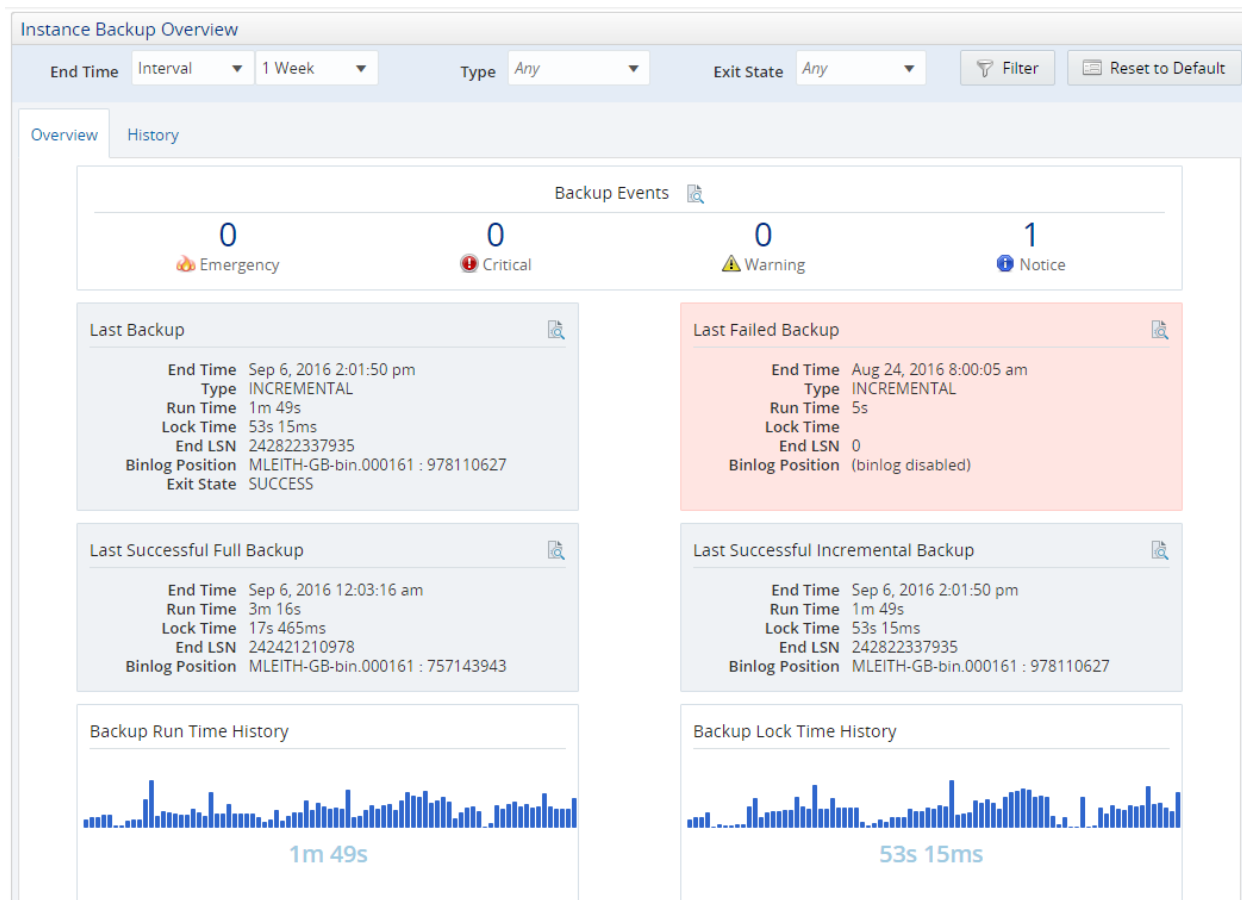 Instance Backup Overview
End Time Interval 1 Week Type Any Exit State Any Filter Reset to Default
Overview History
Backup Events
0 0 0 1
Emergency Critical Warning Notice
Last Backup
End Time Sep 6, 2016 2:01:50 pm
Type INCREMENTAL
Run Time 1m 49s
Lock Time 53s 15ms
End LSN 242822337935
Binlog Position MLEITH-GB-bin.000161 : 978110627
Exit State SUCCESS
Last Failed Backup
End Time Aug 24, 2016 8:00:05 am
Type INCREMENTAL
Run Time 5s
Lock Time
End LSN 0
Binlog Position (binlog disabled)
Last Successful Full Backup
End Time Sep 6, 2016 12:03:16 am
Run Time 3m 16s
Lock Time 17s 465ms
End LSN 242421210978
Binlog Position MLEITH-GB-bin.000161 : 757143943
Last Successful Incremental Backup
End Time Sep 6, 2016 2:01:50 pm
Run Time 1m 49s
Lock Time 53s 15ms
End LSN 242822337935
Binlog Position MLEITH-GB-bin.000161 : 978110627
Backup Run Time History
1m 49s
Backup Lock Time History
53s 15ms